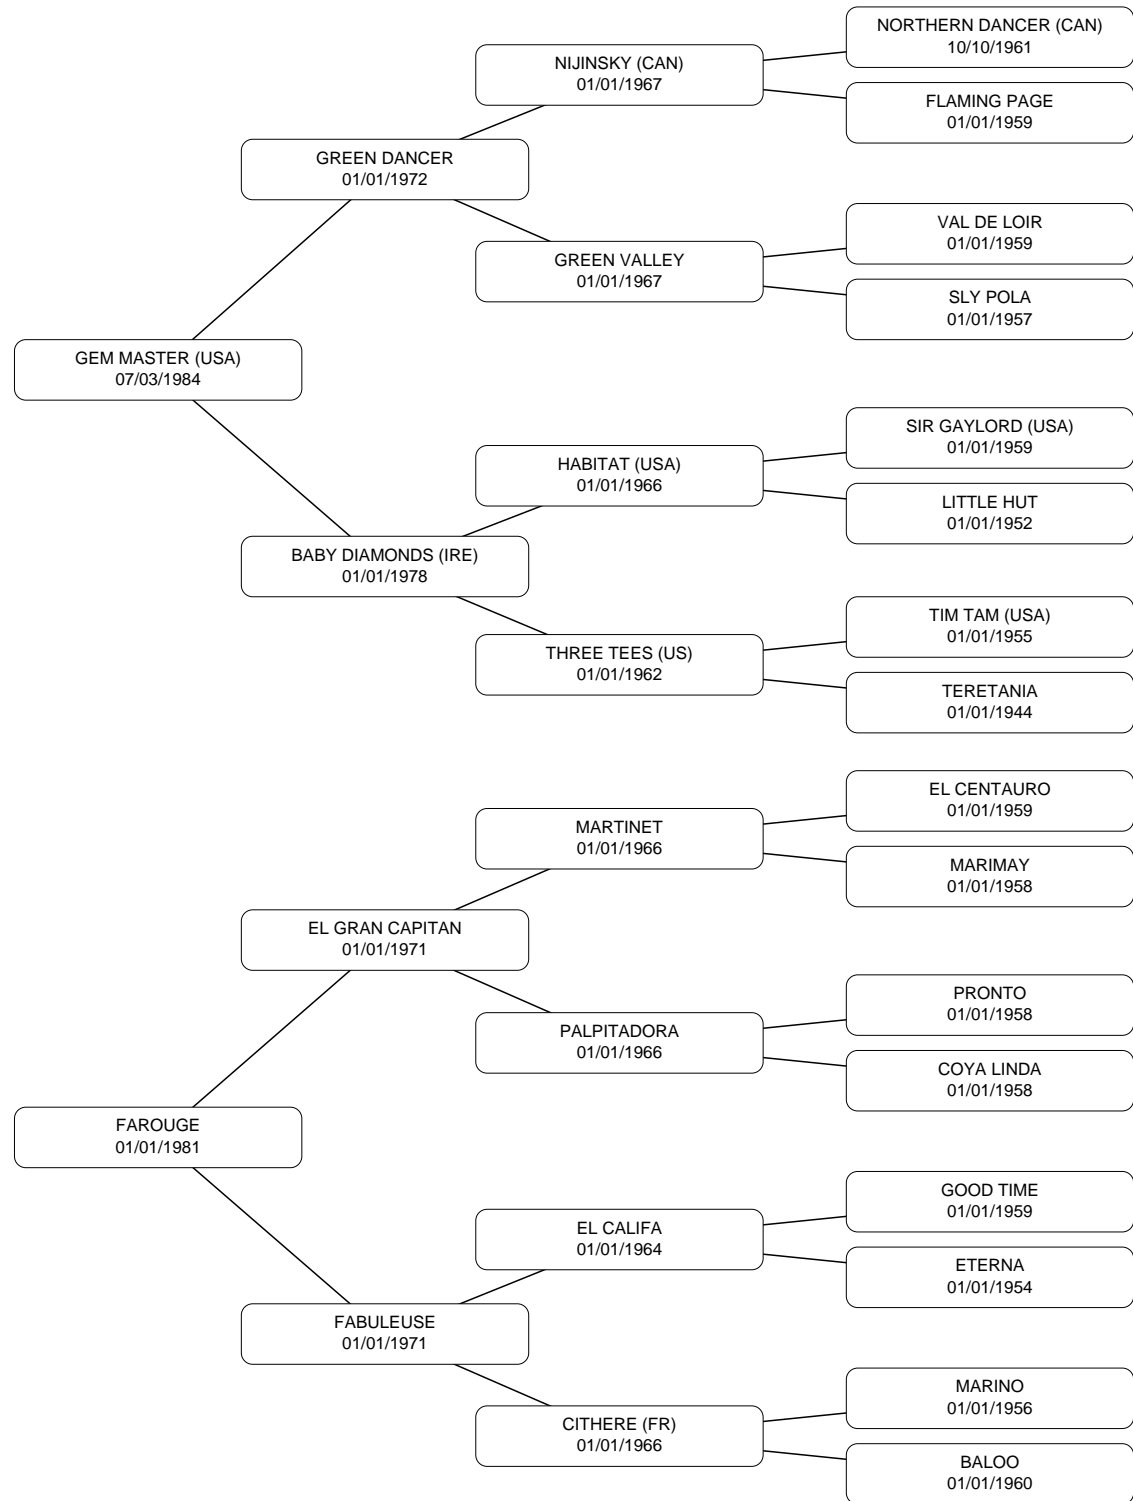 NORTHERN DANCER (CAN)
10/10/1961
NIJINSKY (CAN)
01/01/1967
FLAMING PAGE
01/01/1959
GREEN DANCER
01/01/1972
VAL DE LOIR
01/01/1959
GREEN VALLEY
01/01/1967
SLY POLA
01/01/1957
GEM MASTER (USA)
07/03/1984
SIR GAYLORD (USA)
01/01/1959
HABITAT (USA)
01/01/1966
LITTLE HUT
01/01/1952
BABY DIAMONDS (IRE)
01/01/1978
TIM TAM (USA)
01/01/1955
THREE TEES (US)
01/01/1962
TERETANIA
01/01/1944
EL CENTAURO
01/01/1959
MARTINET
01/01/1966
MARIMAY
01/01/1958
EL GRAN CAPITAN
01/01/1971
PRONTO
01/01/1958
PALPITADORA
01/01/1966
COYA LINDA
01/01/1958
FAROUGE
01/01/1981
GOOD TIME
01/01/1959
EL CALIFA
01/01/1964
ETERNA
01/01/1954
FABULEUSE
01/01/1971
MARINO
01/01/1956
CITHERE (FR)
01/01/1966
BALOO
01/01/1960